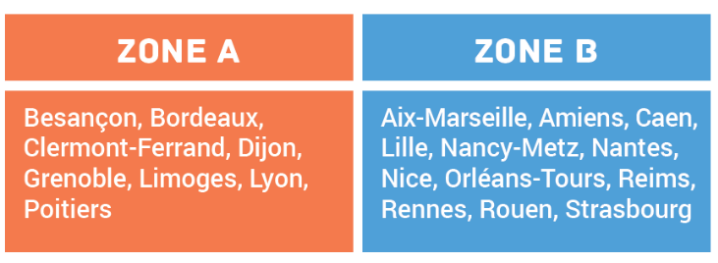 ZONE A
Besançon, Bordeaux,
Clermont-Ferrand, Dijon,
Grenoble, Limoges, Lyon,
Poitiers
ZONE B
Aix-Marseille, Amiens, Caen,
Lille, Nancy-Metz, Nantes,
Nice, Orléans-Tours, Reims,
Rennes, Rouen, Strasbourg